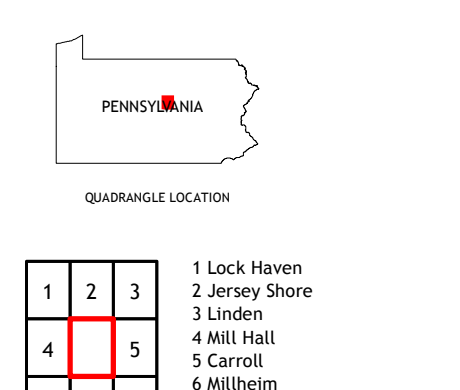 PENNSYLVANIA
QUADRANGLE LOCATION
1 2 3
4 5
1 Lock Haven
2 Jersey Shore
3 Linden
4 Mill Hall
5 Carroll
6 Millheim